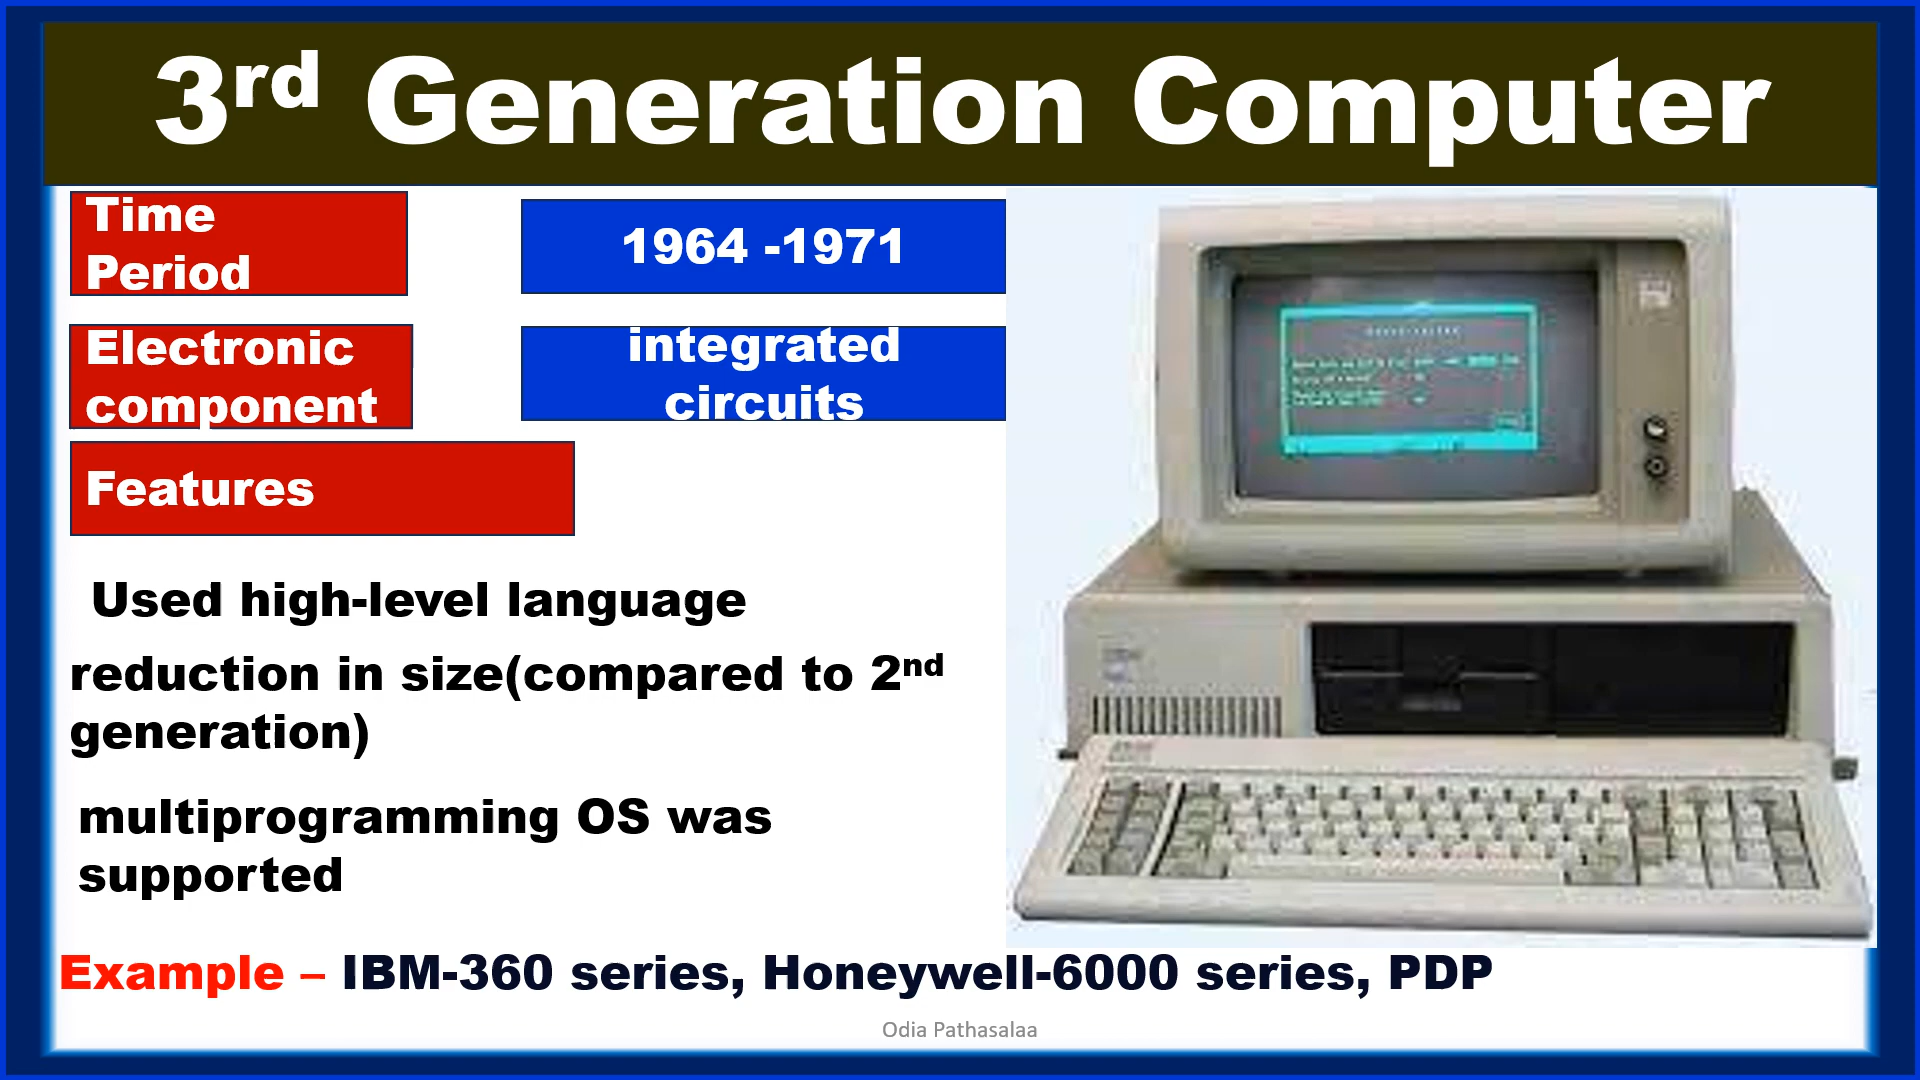 3rd Generation Computer
Time
Period
1964 -1971
Electronic
component
integrated
circuits
Features
Used high-level language
reduction in size(compared to 2nd
generation)
multiprogramming OS was
supported
Example – IBM-360 series, Honeywell-6000 series, PDP
Odia Pathasalaa